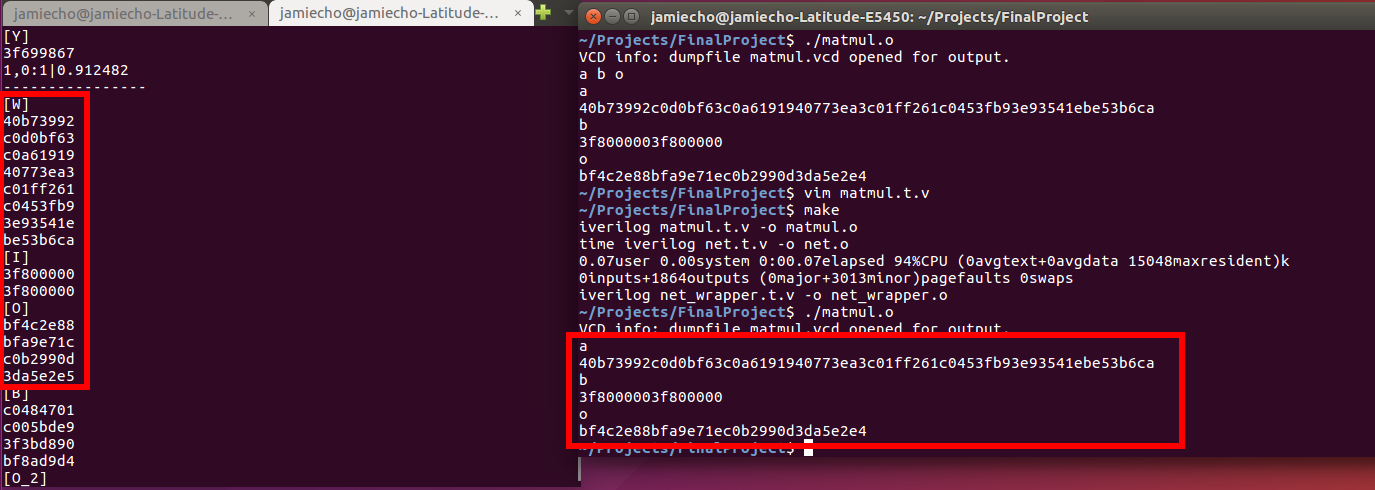 jamiecho@jamiecho-Latitude-... ×
jamiecho@jamiecho-Latitude-... ×
[Y]
3f699867
1,0:1|0.912482
----------------
[W]
40b73992
c0d0bf63
c0a61919
40773ea3
c01ff261
c0453fb9
3e93541e
be53b6ca
[I]
3f800000
3f800000
[O]
bf4c2e88
bfa9e71c
c0b2990d
3da5e2e5
[B]
c0484701
c005bde9
3f3bd890
bf8ad9d4
[O_2]
jamiecho@jamiecho-Latitude-E5450: ~/Projects/FinalProject
~/Projects/FinalProject$ ./matmul.o
VCD info: dumpfile matmul.vcd opened for output.
a b o
a
40b73992c0d0bf63c0a6191940773ea3c01ff261c0453fb93e93541ebe53b6ca
b
3f8000003f800000
o
bf4c2e88bfa9e71ec0b2990d3da5e2e4
~/Projects/FinalProject$ vim matmul.t.v
~/Projects/FinalProject$ make
iverilog matmul.t.v -o matmul.o
time iverilog net.t.v -o net.o
0.07user 0.00system 0:00.07elapsed 94%CPU (0avgtext+0avgdata 15048maxresident)k
0inputs+1864outputs (0major+3013minor)pagefaults 0swaps
iverilog net_wrapper.t.v -o net_wrapper.o
~/Projects/FinalProject$ ./matmul.o
VCD info: dumpfile matmul.vcd opened for output.
a
40b73992c0d0bf63c0a6191940773ea3c01ff261c0453fb93e93541ebe53b6ca
b
3f8000003f800000
o
bf4c2e88bfa9e71ec0b2990d3da5e2e4
~/Projects/FinalProject$